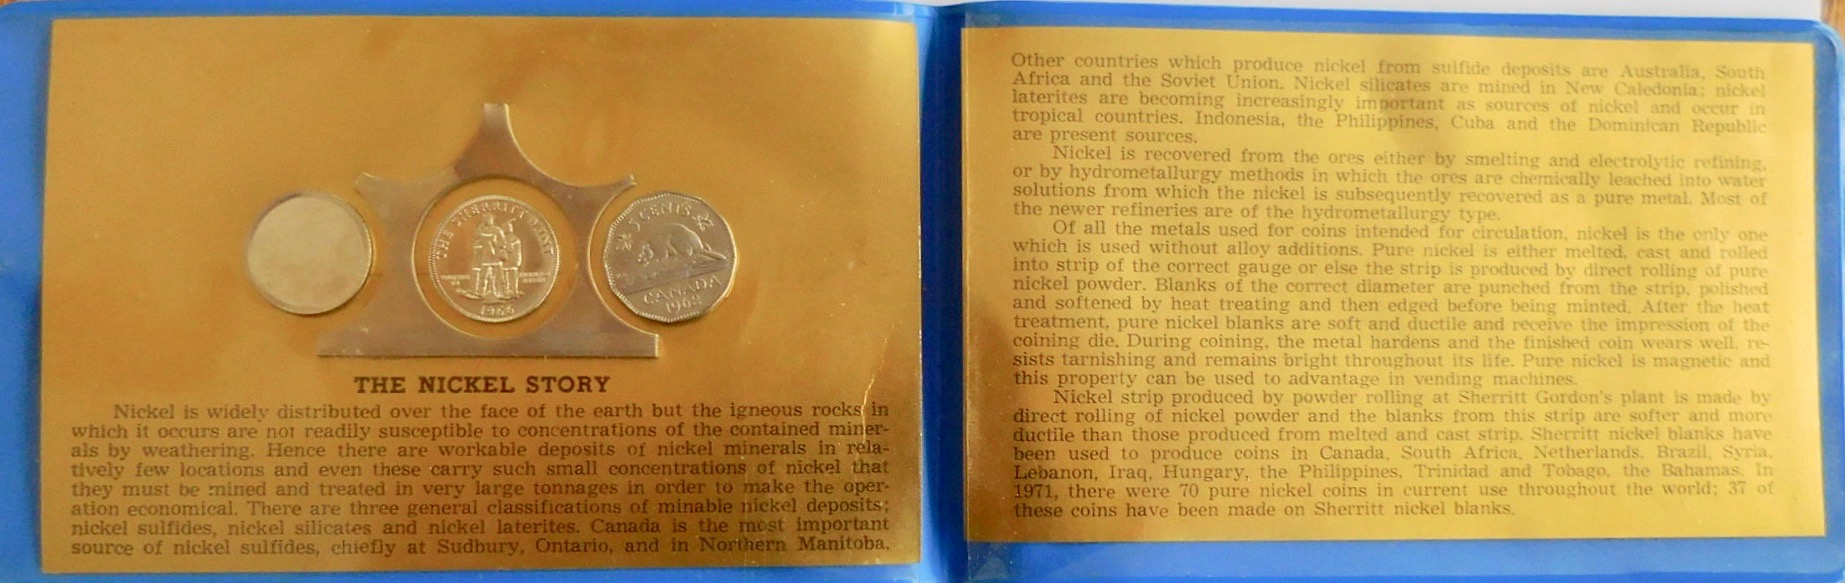 THE SHERRITT MINT
1965
5 CENTS
CANADA
1962
THE NICKEL STORY
Nickel is widely distributed over the face of the earth but the igneous rocks in
which it occurs are not readily susceptible to concentrations of the contained miner-
als by weathering. Hence there are workable deposits of nickel minerals in rela-
tively few locations and even these carry such small concentrations of nickel that
they must be mined and treated in very large tonnages in order to make the oper-
ation economical. There are three general classifications of minable nickel deposits;
nickel sulfides, nickel silicates and nickel laterites. Canada is the most important
source of nickel sulfides, chiefly at Sudbury, Ontario, and in Northern Manitoba.
Other countries which produce nickel from sulfide deposits are Australia, South
Africa and the Soviet Union. Nickel silicates are mined in New Caledonia; nickel
laterites are becoming increasingly important as sources of nickel and occur in
tropical countries. Indonesia, the Philippines, Cuba and the Dominican Republic
are present sources.
Nickel is recovered from the ores either by smelting and electrolytic refining,
or by hydrometallurgy methods in which the ores are chemically leached into water
solutions from which the nickel is subsequently recovered as a pure metal. Most of
the newer refineries are of the hydrometallurgy type.
Of all the metals used for coins intended for circulation, nickel is the only one
which is used without alloy additions. Pure nickel is either melted, cast and rolled
into strip of the correct gauge or else the strip is produced by direct rolling of pure
nickel powder. Blanks of the correct diameter are punched from the strip, polished
and softened by heat treating and then edged before being minted. After the heat
treatment, pure nickel blanks are soft and ductile and receive the impression of the
coining die. During coining, the metal hardens and the finished coin wears well, re-
sists tarnishing and remains bright throughout its life. Pure nickel is magnetic and
this property can be used to advantage in vending machines.
Nickel strip produced by powder rolling at Sherritt Gordon's plant is made by
direct rolling of nickel powder and the blanks from this strip are softer and more
ductile than those produced from melted and cast strip. Sherritt nickel blanks have
been used to produce coins in Canada, South Africa, Netherlands, Brazil, Syria,
Lebanon, Iraq, Hungary, the Philippines, Trinidad and Tobago, the Bahamas. In
1971, there were 70 pure nickel coins in current use throughout the world; 37 of
these coins have been made on Sherritt nickel blanks.